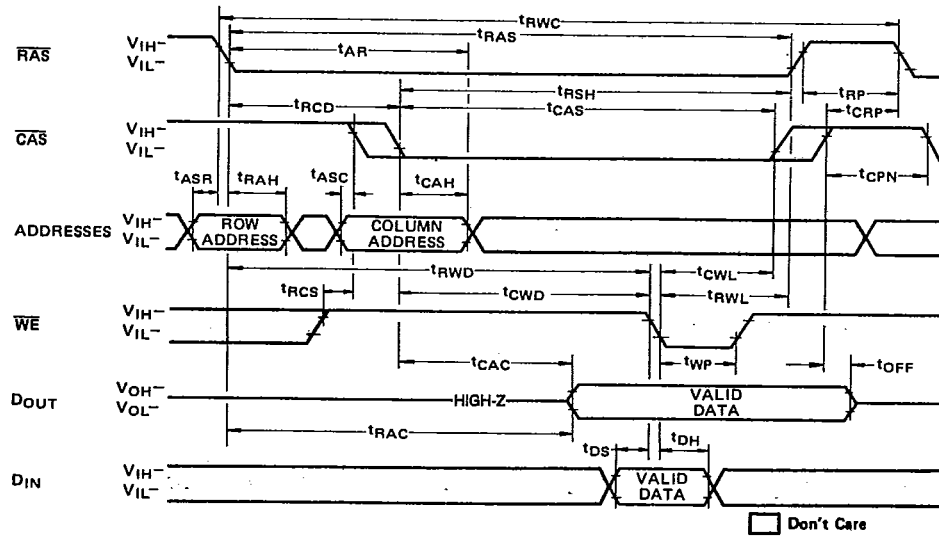 tRWC
tRAS
tAR
RAS
VIH-
VIL-
tRSH
tRP
tRCD
tCAS
tCRP
CAS
VIH-
VIL-
tASR
tRAH
tASC
tCAH
tCPN
ADDRESSES
VIH-
VIL-
ROW ADDRESS
COLUMN ADDRESS
tRWD
tCWL
tRCS
tCWD
tRWL
WE
VIH-
VIL-
tCAC
tWP
tOFF
DOUT
VOH-
VOL-
HIGH-Z
VALID DATA
tRAC
tDS
tDH
DIN
VIH-
VIL-
VALID DATA
Don't Care